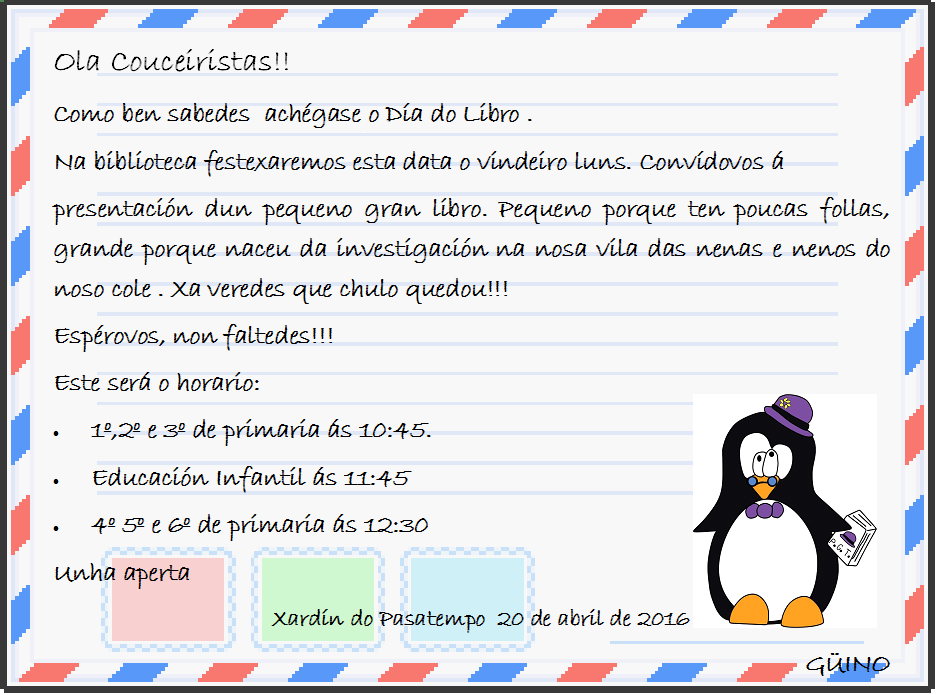 Ola Couceiristas!!
Como ben sabedes achégase o Día do Libro .
Na biblioteca festexaremos esta data o vindeiro luns. Convídovos á
presentación dun pequeno gran libro. Pequeno porque ten poucas follas,
grande porque naceu da investigación na nosa vila das nenas e nenos do
noso cole . Xa veredes que chulo quedou!!!
Espérovos, non faltedes!!!
Este será o horario:
• 1º,2º e 3º de primaria ás 10:45.
• Educación Infantil ás 11:45
• 4º 5º e 6º de primaria ás 12:30
P.G.T.
Unha aperta
Xardín do Pasatempo 20 de abril de 2016
GÜINO